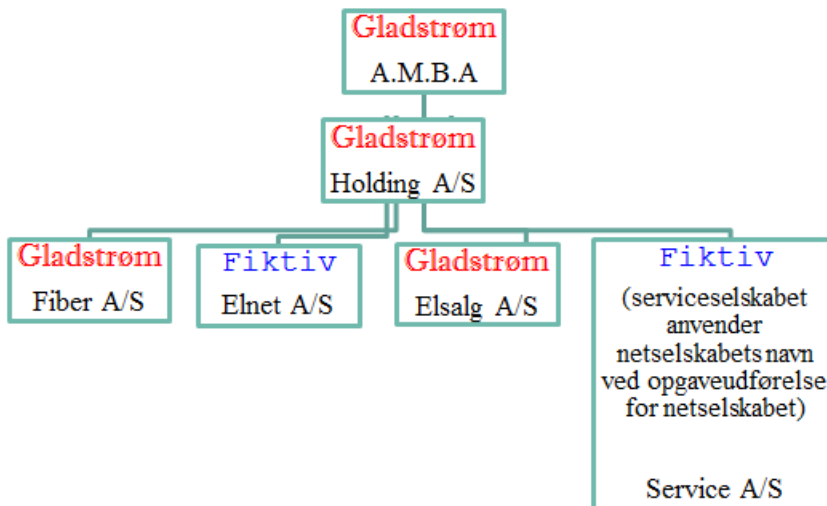 Gladstrøm
A.M.B.A
Gladstrøm
Holding A/S
Gladstrøm
Fiber A/S
Fiktiv
Elnet A/S
Gladstrøm
Elsalg A/S
Fiktiv
(serviceselskabet
anvender
netselskabets navn
ved opgaveudførelse
for netselskabet)
Service A/S